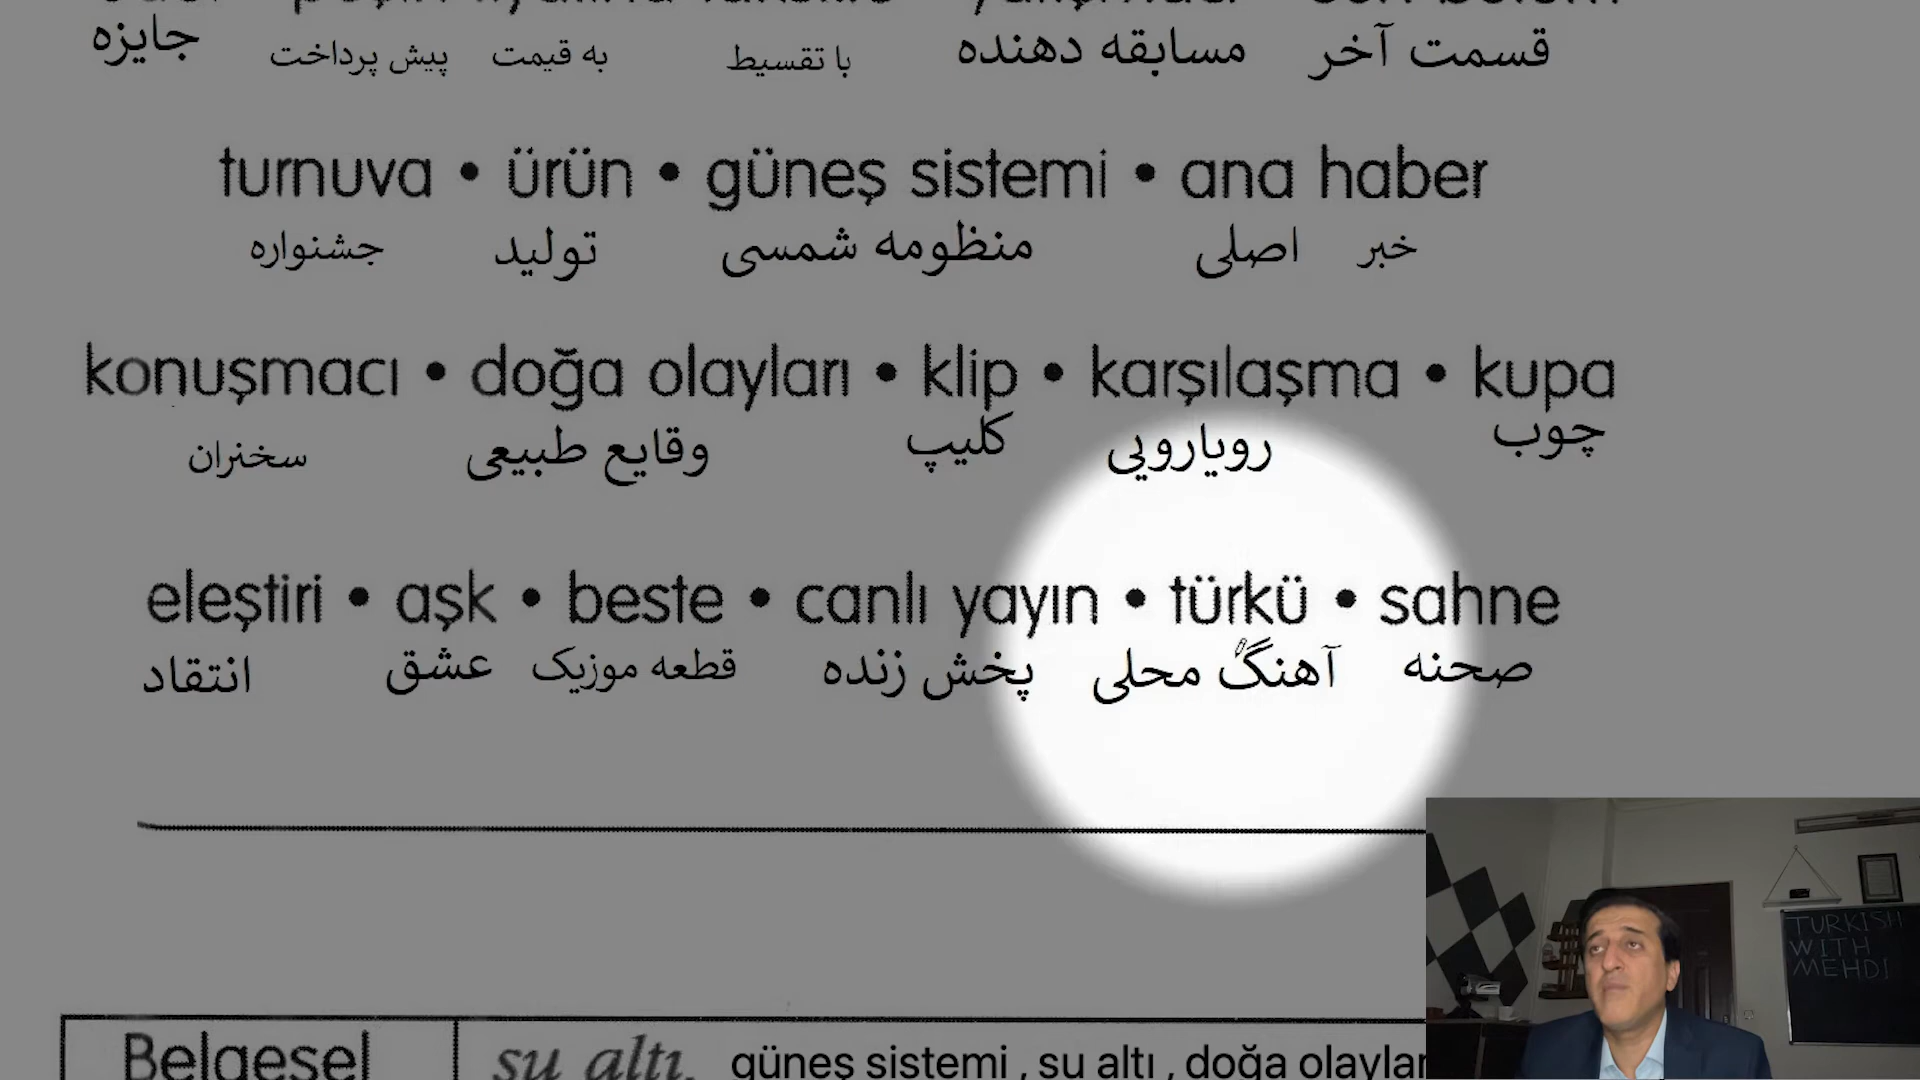 جایزه پیش پرداخت به قیمت با تقسیط مسابقه دهنده قسمت آخر
turnuva • ürün • güneş sistemi • ana haber
جشنواره تولید منظومه شمسی اصلی خبر
konuşmacı • doğa olayları • klip • karşılaşma • kupa
سخنران وقایع طبیعی کلیپ رویارویی چوب
eleştiri • aşk • beste • canlı yayın • türkü • sahne
انتقاد عشق قطعه موزیک پخش زنده آهنگ محلی صحنه
Belgesel su altı, güneş sistemi , su altı , doğa
TURKISH
WITH
MEHDI